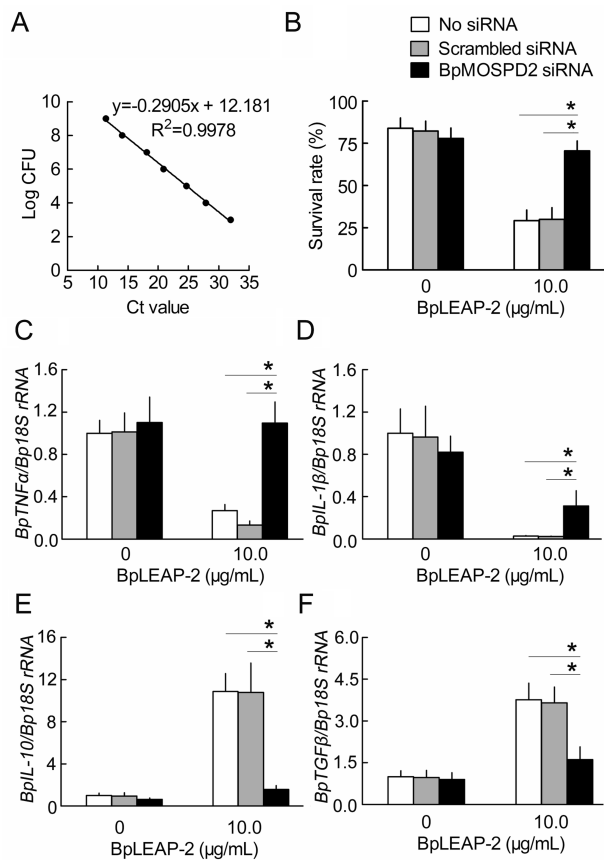 A
y=-0.2905x + 12.181
R²=0.9978
Log CFU
10
8
6
4
2
0
5 10 15 20 25 30 35
Ct value
B
No siRNA
Scrambled siRNA
BpMOSPD2 siRNA
Survival rate (%)
100
75
50
25
0
*
*
0 10.0
BpLEAP-2 (µg/mL)
C
BpTNFα/Bp18S rRNA
1.6
1.2
0.8
0.4
0.0
*
*
0 10.0
BpLEAP-2 (µg/mL)
D
BpIL-1β/Bp18S rRNA
1.6
1.2
0.8
0.4
0.0
*
*
0 10.0
BpLEAP-2 (µg/mL)
E
BpIL-10/Bp18S rRNA
16
12
8
4
0
*
*
0 10.0
BpLEAP-2 (µg/mL)
F
BpTGFβ/Bp18S rRNA
6.0
4.5
3.0
1.5
0.0
*
*
0 10.0
BpLEAP-2 (µg/mL)